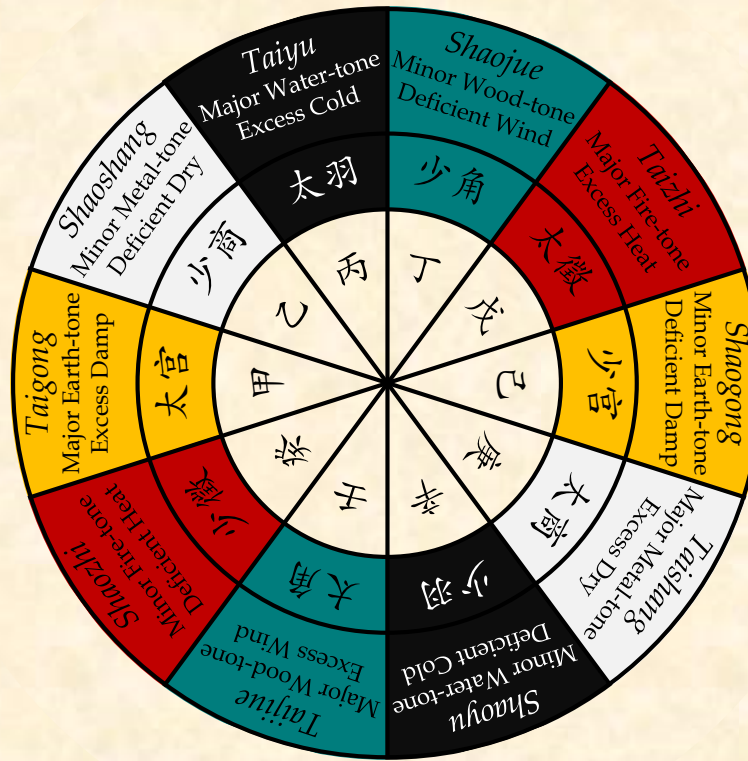 Taiyu
Major Water-tone
Excess Cold
太羽
丙
Shaojue
Minor Wood-tone
Deficient Wind
少角
丁
Taizhi
Major Fire-tone
Excess Heat
太徵
戊
Shaogong
Minor Earth-tone
Deficient Damp
少宫
己
Taishang
Major Metal-tone
Excess Dry
太商
庚
Shaoyu
Minor Water-tone
Deficient Cold
少羽
辛
Taijiue
Major Wood-tone
Excess Wind
太角
壬
Shaozhi
Minor Fire-tone
Deficient Heat
少徵
癸
Taigong
Major Earth-tone
Excess Damp
太宫
甲
Shaoshang
Minor Metal-tone
Deficient Dry
少商
乙